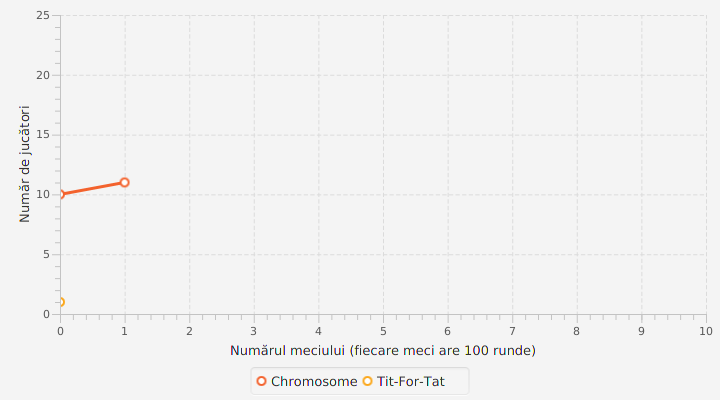 25
20
15
10
5
0
Număr de jucători
0 1 2 3 4 5 6 7 8 9 10
Numărul meciului (fiecare meci are 100 runde)
Chromosome Tit-For-Tat